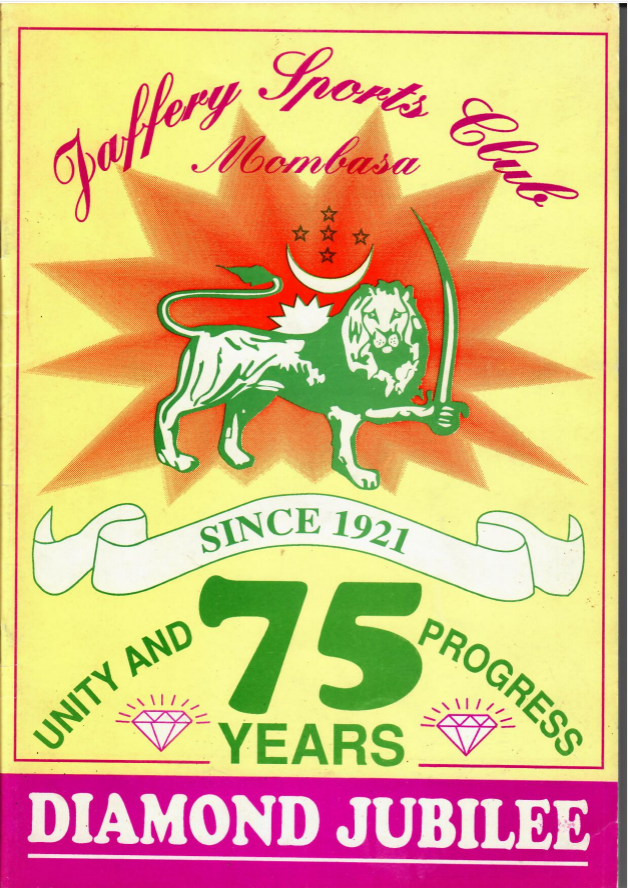 Jaffery Sports Club
Mombasa
SINCE 1921
UNITY AND 75 PROGRESS
YEARS
DIAMOND JUBILEE